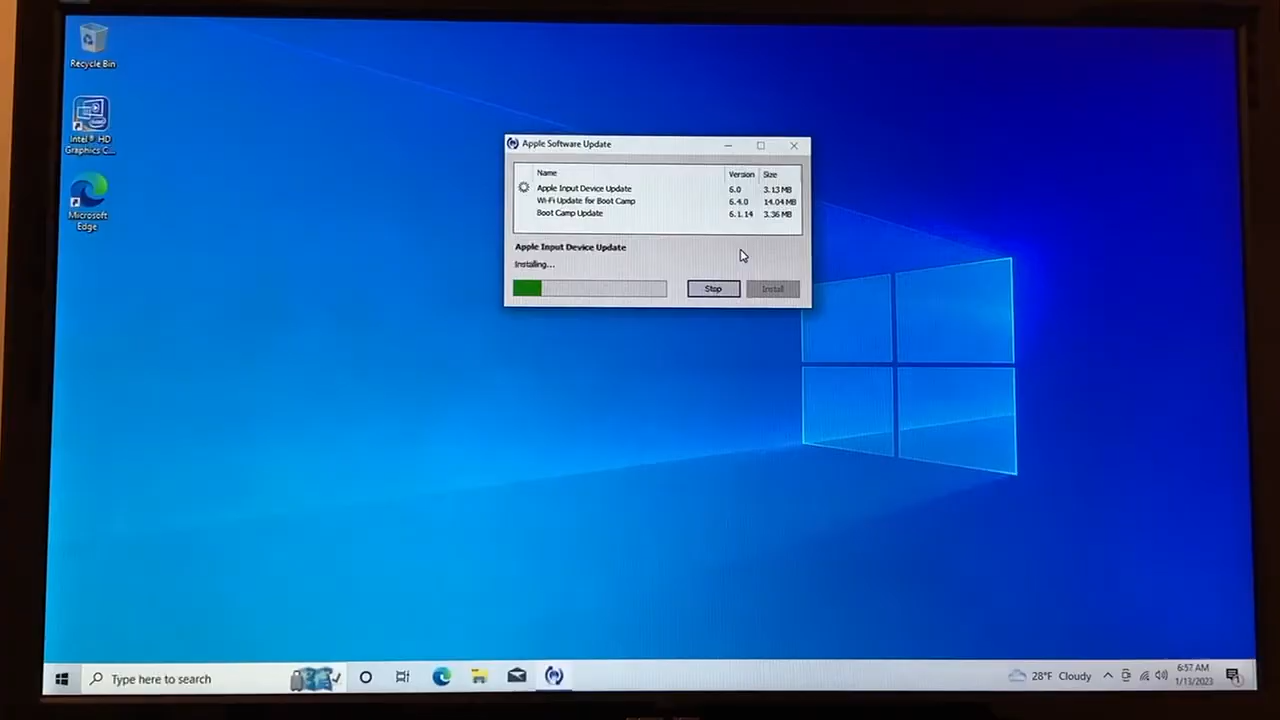 Recycle Bin
Intel® HD
Graphics C...
Microsoft
Edge
Apple Software Update
Name Version Size
Apple Input Device Update 6.0 3.13 MB
Wi-Fi Update for Boot Camp 6.4.0 14.04 MB
Boot Camp Update 6.1.14 3.36 MB
Apple Input Device Update
Installing...
Stop Install
Type here to search
28°F Cloudy
6:57 AM
1/13/2023
1